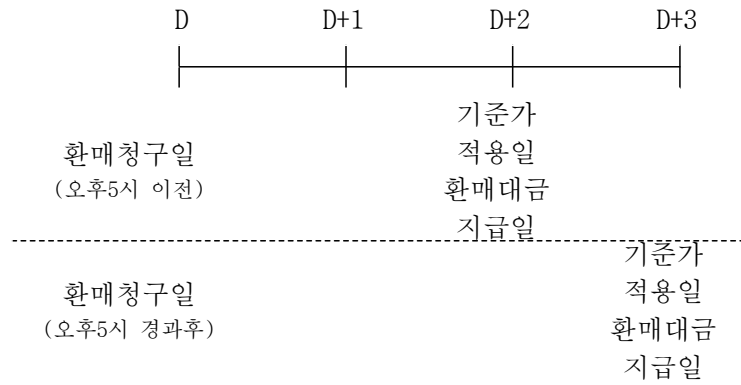 D D+1 D+2 D+3
기준가
적용일
환매대금
지급일
환매청구일
(오후5시 이전)
기준가
적용일
환매대금
지급일
환매청구일
(오후5시 경과후)